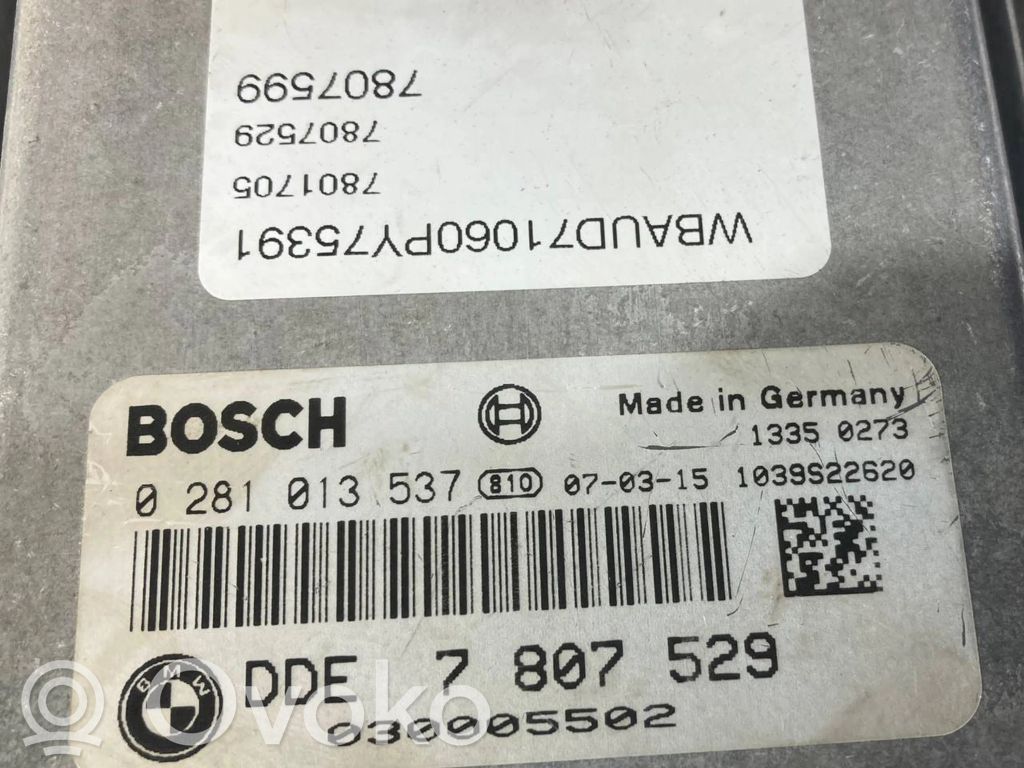 7807599
7807529
7801705
WBAUD71060PY75391
BOSCH
Made in Germany
1335 0273
0 281 013 537 810 07-03-15 1039S22620
BMW
DDE 7 807 529
030005502
Ovoko